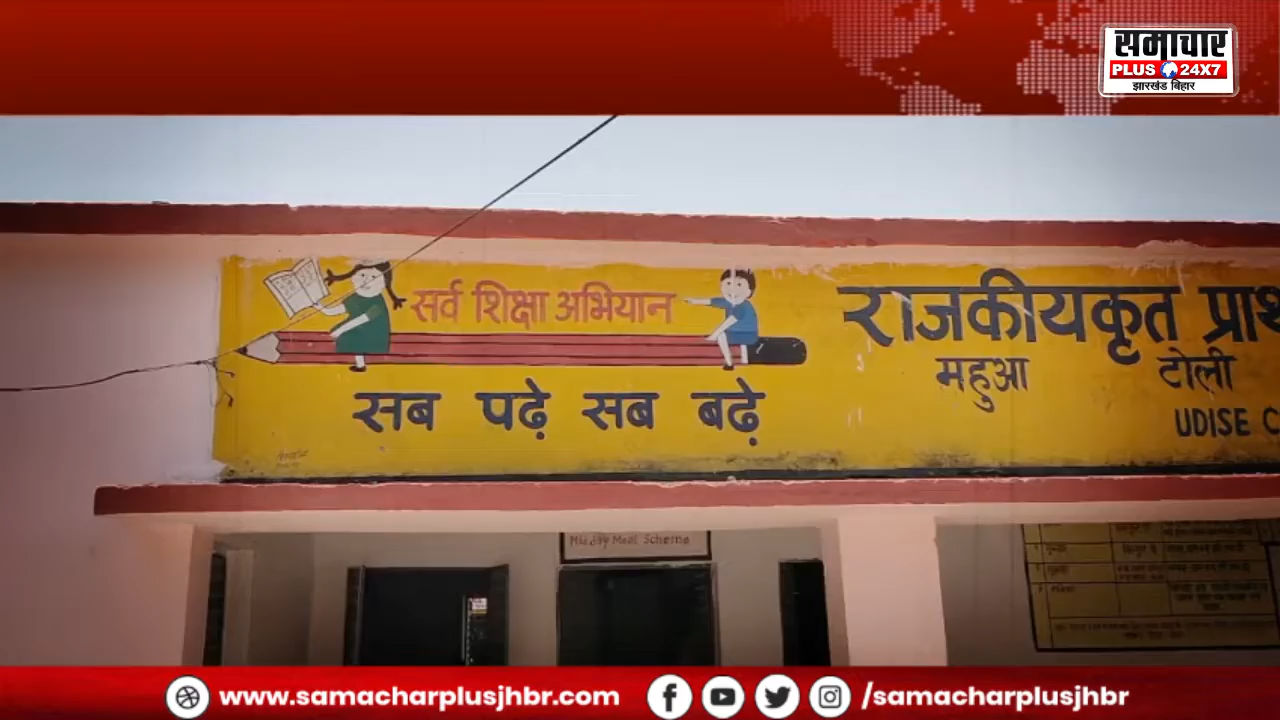 समाचार
PLUS 24X7
झारखंड बिहार
सर्व शिक्षा अभियान
सब पढ़े सब बढ़े
राजकीयकृत प्राथ
महुआ टोली
UDISE C
Mid day Meal Scheme
www.samacharplusjhbr.com
/samacharplusjhbr